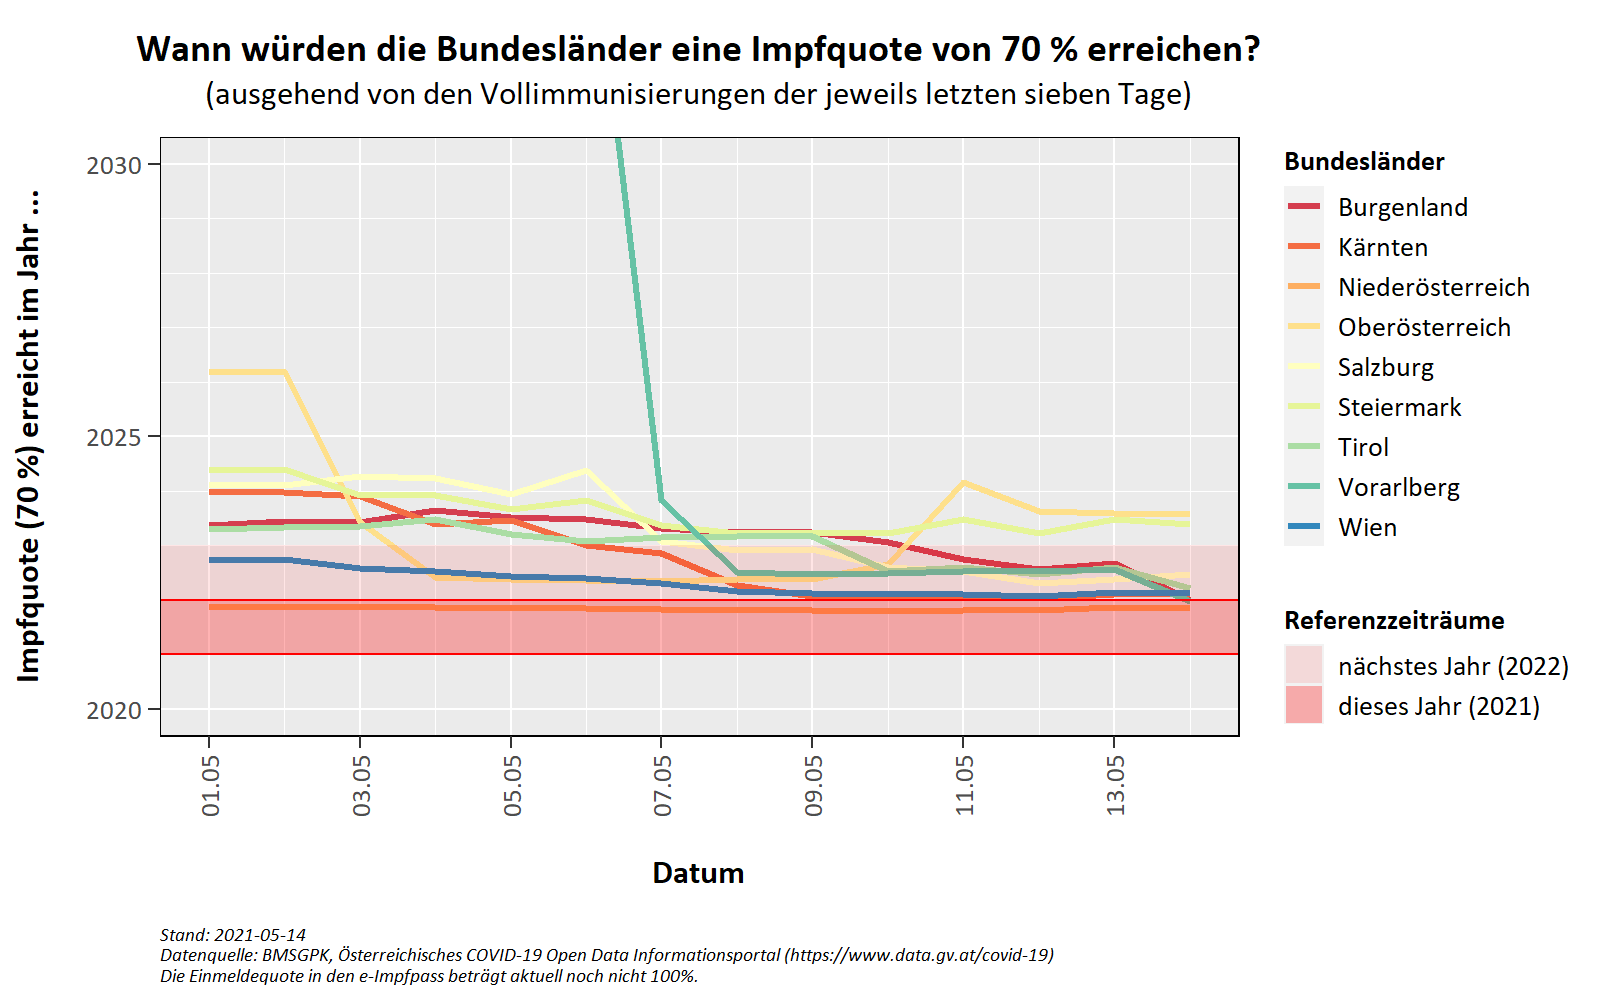 Wann würden die Bundesländer eine Impfquote von 70 % erreichen?
(ausgehend von den Vollimmunisierungen der jeweils letzten sieben Tage)
Impfquote (70 %) erreicht im Jahr ...
2030
2025
2020
01.05
03.05
05.05
07.05
09.05
11.05
13.05
Datum
Bundesländer
Burgenland
Kärnten
Niederösterreich
Oberösterreich
Salzburg
Steiermark
Tirol
Vorarlberg
Wien
Referenzzeiträume
nächstes Jahr (2022)
dieses Jahr (2021)
Stand: 2021-05-14
Datenquelle: BMSGPK, Österreichisches COVID-19 Open Data Informationsportal (https://www.data.gv.at/covid-19)
Die Einmeldequote in den e-Impfpass beträgt aktuell noch nicht 100%.